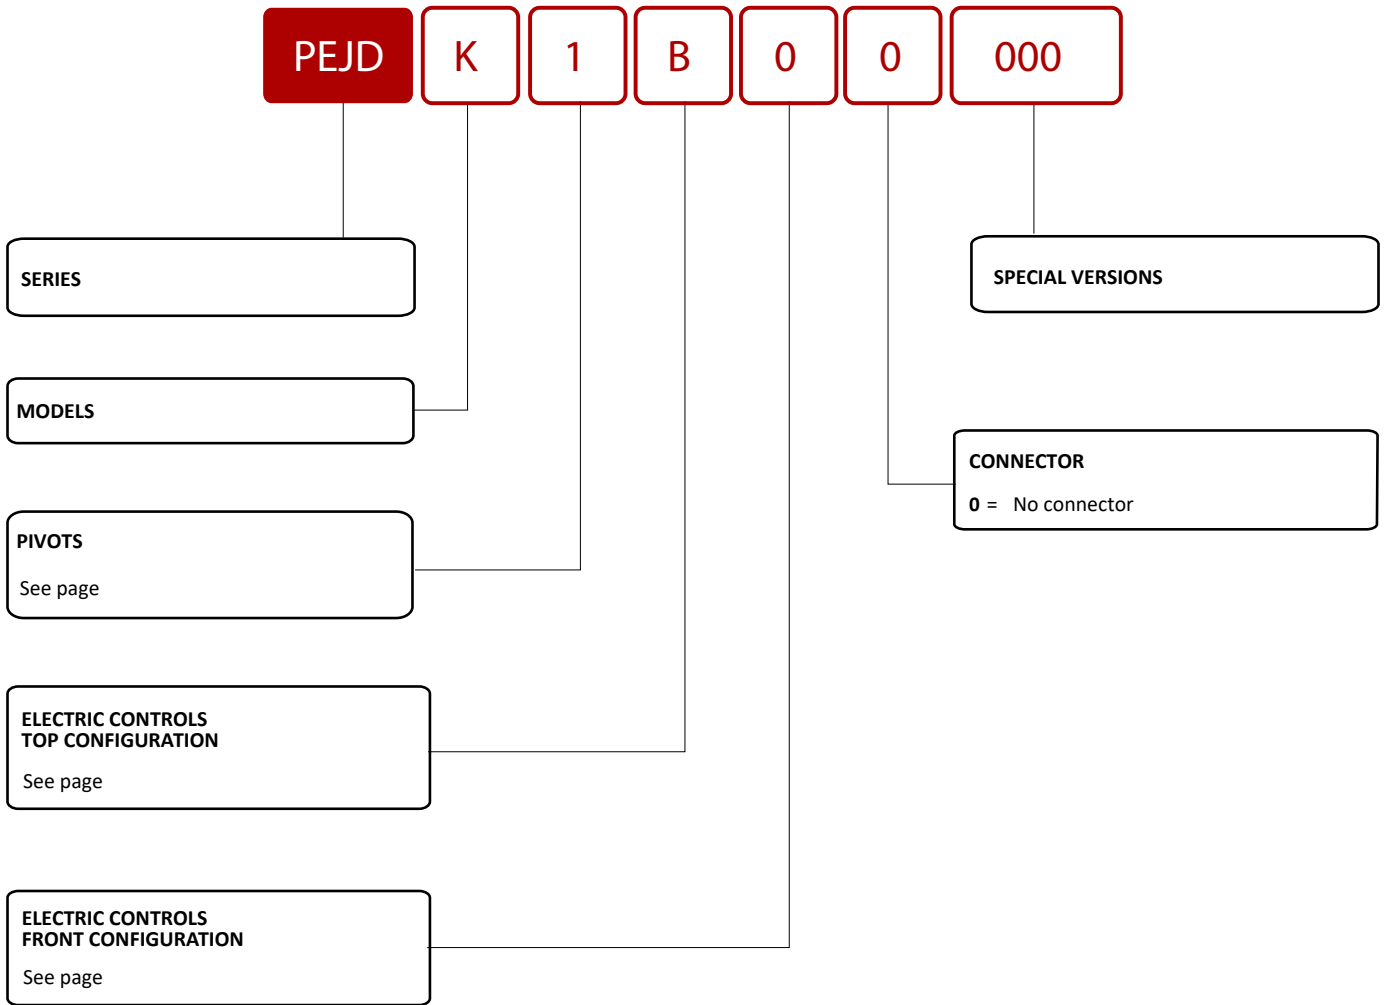 PEJD K 1 B 0 0 000
SERIES
SPECIAL VERSIONS
MODELS
CONNECTOR
0 = No connector
PIVOTS
See page
ELECTRIC CONTROLS
TOP CONFIGURATION
See page
ELECTRIC CONTROLS
FRONT CONFIGURATION
See page